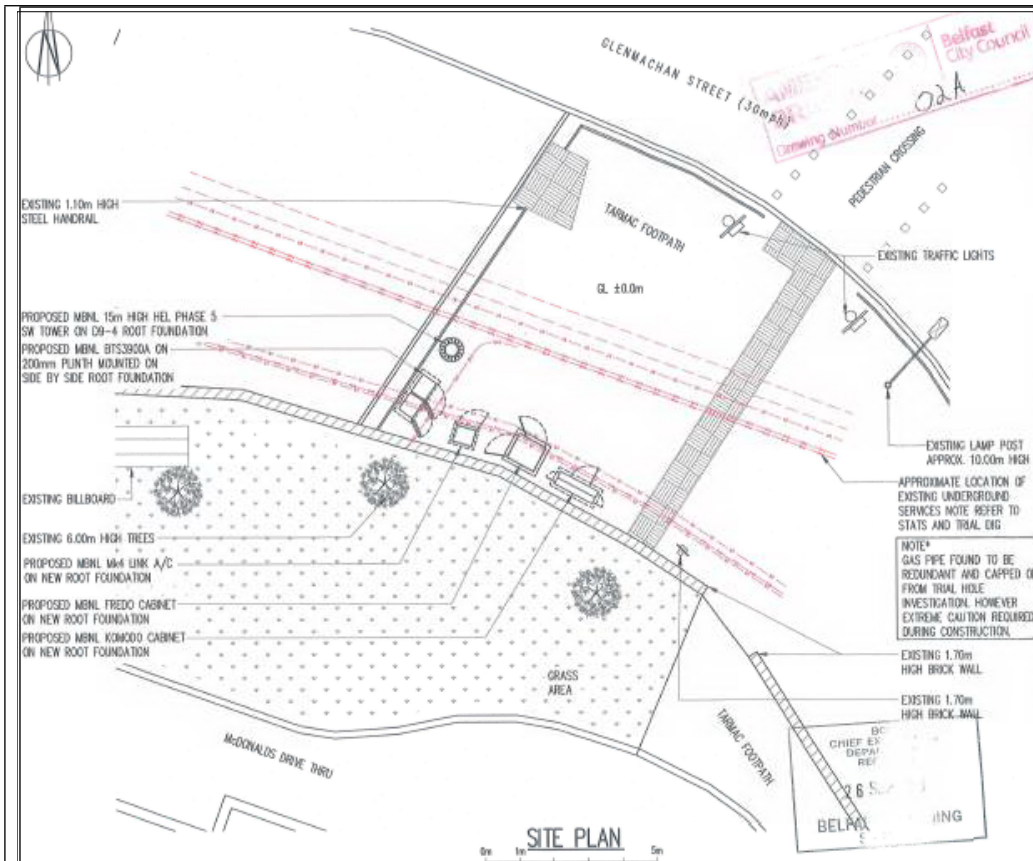 GLENMACHAN STREET (30mph)
Belfast
City Council
Drawing Number
02A
PEDESTRIAN CROSSING
EXISTING 1.10m HIGH
STEEL HANDRAIL
TARMAC FOOTPATH
EXISTING TRAFFIC LIGHTS
GL ±0.0m
PROPOSED MBNL 15m HIGH HEL PHASE 5
SW TOWER ON D9-4 ROOT FOUNDATION
PROPOSED MBNL BTS3900A ON
200mm PLINTH MOUNTED ON
SIDE BY SIDE ROOT FOUNDATION
EXISTING LAMP POST
APPROX. 10.00m HIGH
APPROXIMATE LOCATION OF
EXISTING UNDERGROUND
SERVICES NOTE REFER TO
STATS AND TRIAL DIG
EXISTING BILLBOARD
EXISTING 6.00m HIGH TREES
PROPOSED MBNL Mk4 LINK A/C
ON NEW ROOT FOUNDATION
PROPOSED MBNL FREDO CABINET
ON NEW ROOT FOUNDATION
PROPOSED MBNL KOMODO CABINET
ON NEW ROOT FOUNDATION
NOTE*
GAS PIPE FOUND TO BE
REDUNDANT AND CAPPED
FROM TRIAL HOLE
INVESTIGATION. HOWEVER
EXTREME CAUTION REQUIRED
DURING CONSTRUCTION.
EXISTING 1.70m
HIGH BRICK WALL
EXISTING 1.70m
HIGH BRICK WALL
GRASS
AREA
TARMAC FOOTPATH
McDONALDS DRIVE THRU
CHIEF
26
SITE PLAN
0m 1m 5m